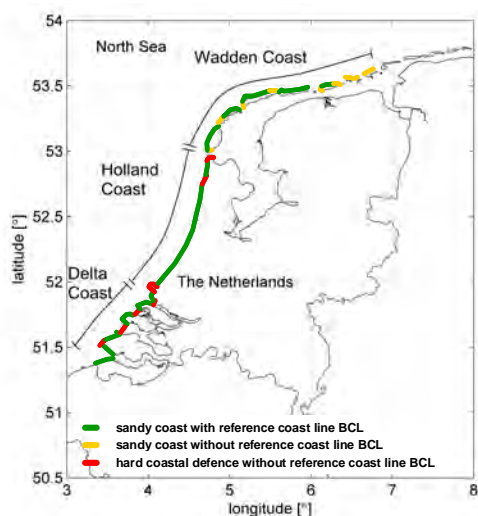 North Sea
Wadden Coast
Holland
Coast
Delta
Coast
The Netherlands
latitude [°]
54
53.5
53
52.5
52
51.5
51
50.5
sandy coast with reference coast line BCL
sandy coast without reference coast line BCL
hard coastal defence without reference coast line BCL
3 4 5 6 7 8
longitude [°]